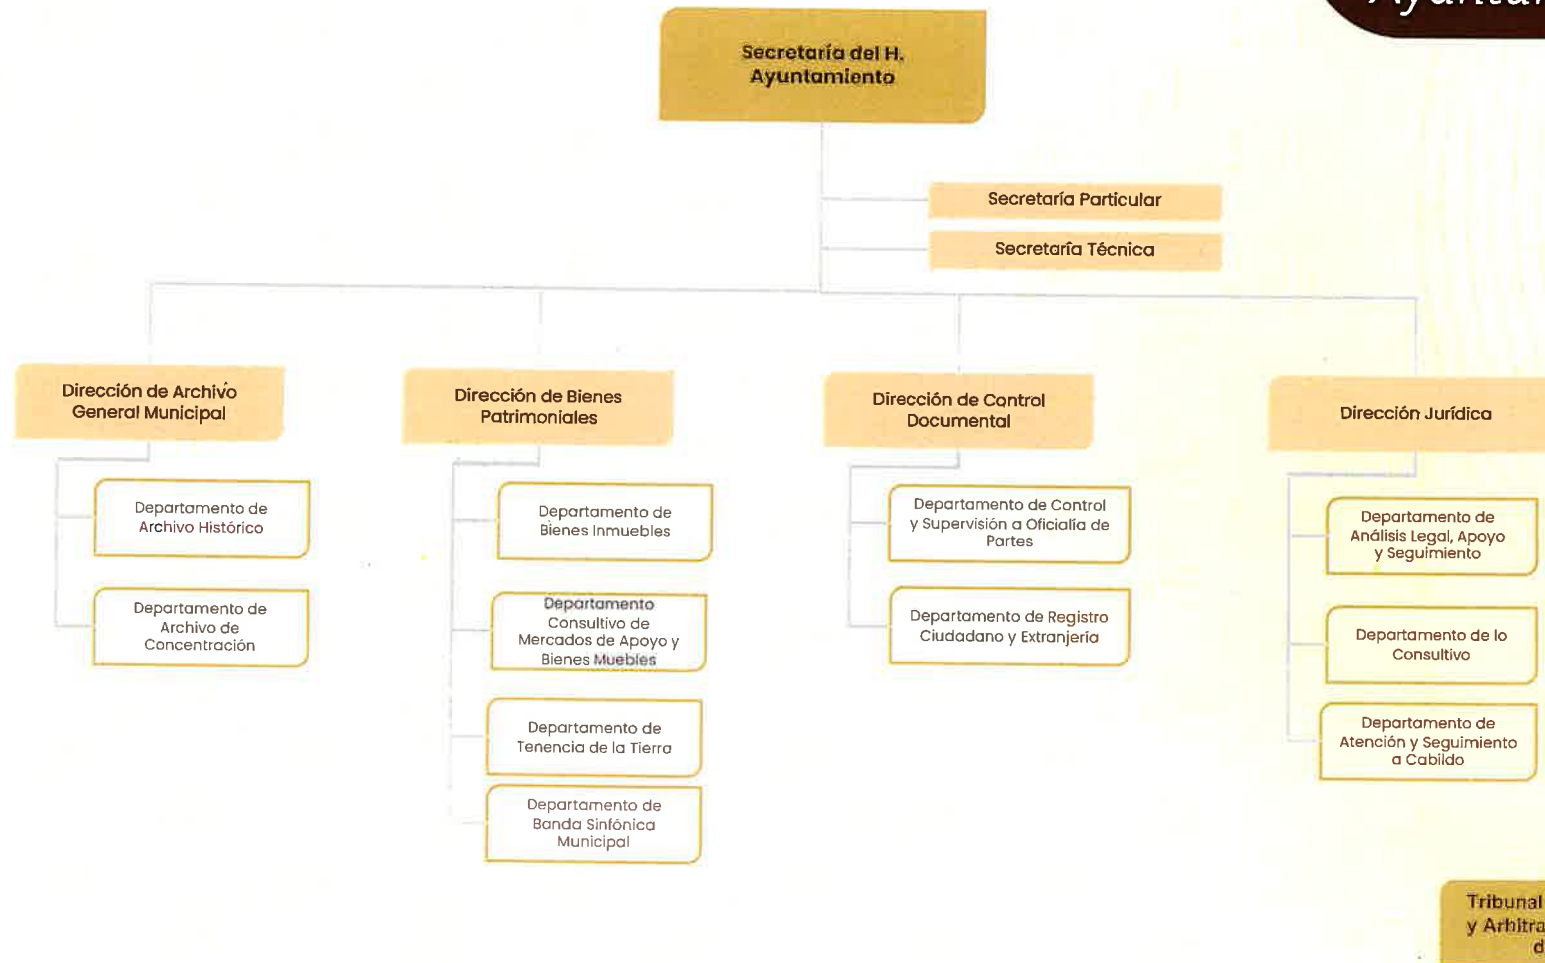 Secretaría del H.
Ayuntamiento
Secretaría Particular
Secretaría Técnica
Dirección de Archivo
General Municipal
Departamento de
Archivo Histórico
Departamento de
Archivo de
Concentración
Dirección de Bienes
Patrimoniales
Departamento de
Bienes Inmuebles
Departamento
Consultivo de
Mercados de Apoyo y
Bienes Muebles
Departamento de
Tenencia de la Tierra
Departamento de
Banda Sinfónica
Municipal
Dirección de Control
Documental
Departamento de Control
y Supervisión a Oficialía de
Partes
Departamento de Registro
Ciudadano y Extranjería
Dirección Jurídica
Departamento de
Análisis Legal, Apoyo
y Seguimiento
Departamento de lo
Consultivo
Departamento de
Atención y Seguimiento
a Cabildo
Tribunal
y